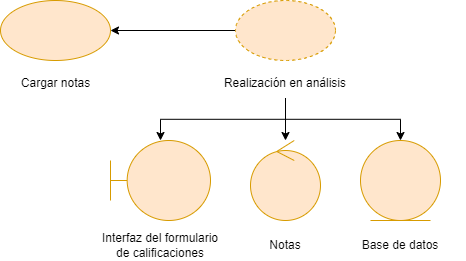 Cargar notas
Realización en análisis
Interfaz del formulario
de calificaciones
Notas
Base de datos